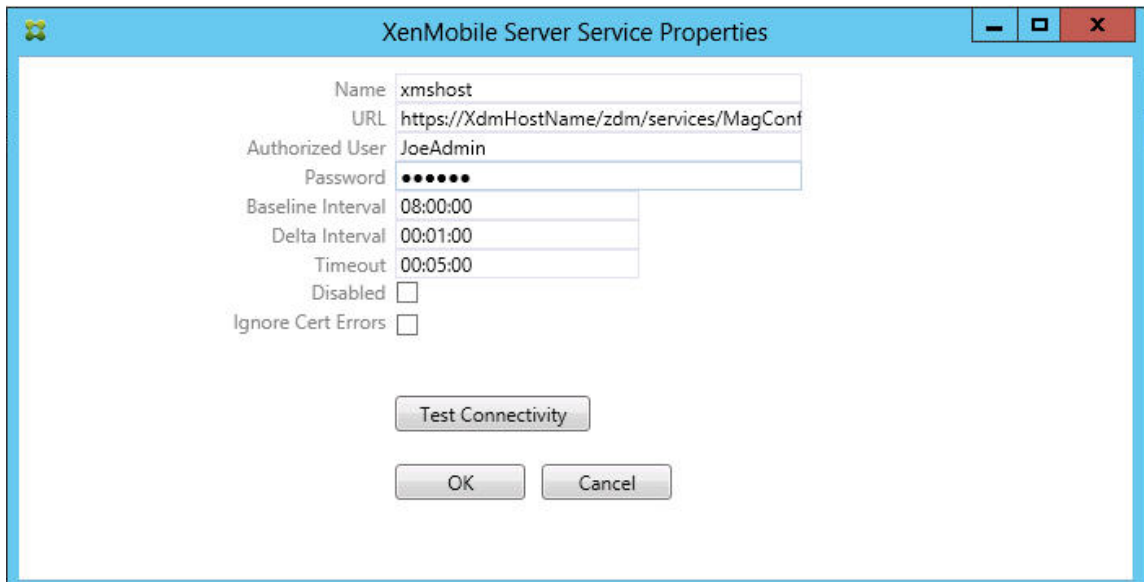 XenMobile Server Service Properties
Name xmshost
URL https://XdmHostName/zdm/services/MagConf
Authorized User JoeAdmin
Password ●●●●●●
Baseline Interval 08:00:00
Delta Interval 00:01:00
Timeout 00:05:00
Disabled
Ignore Cert Errors
Test Connectivity
OK Cancel